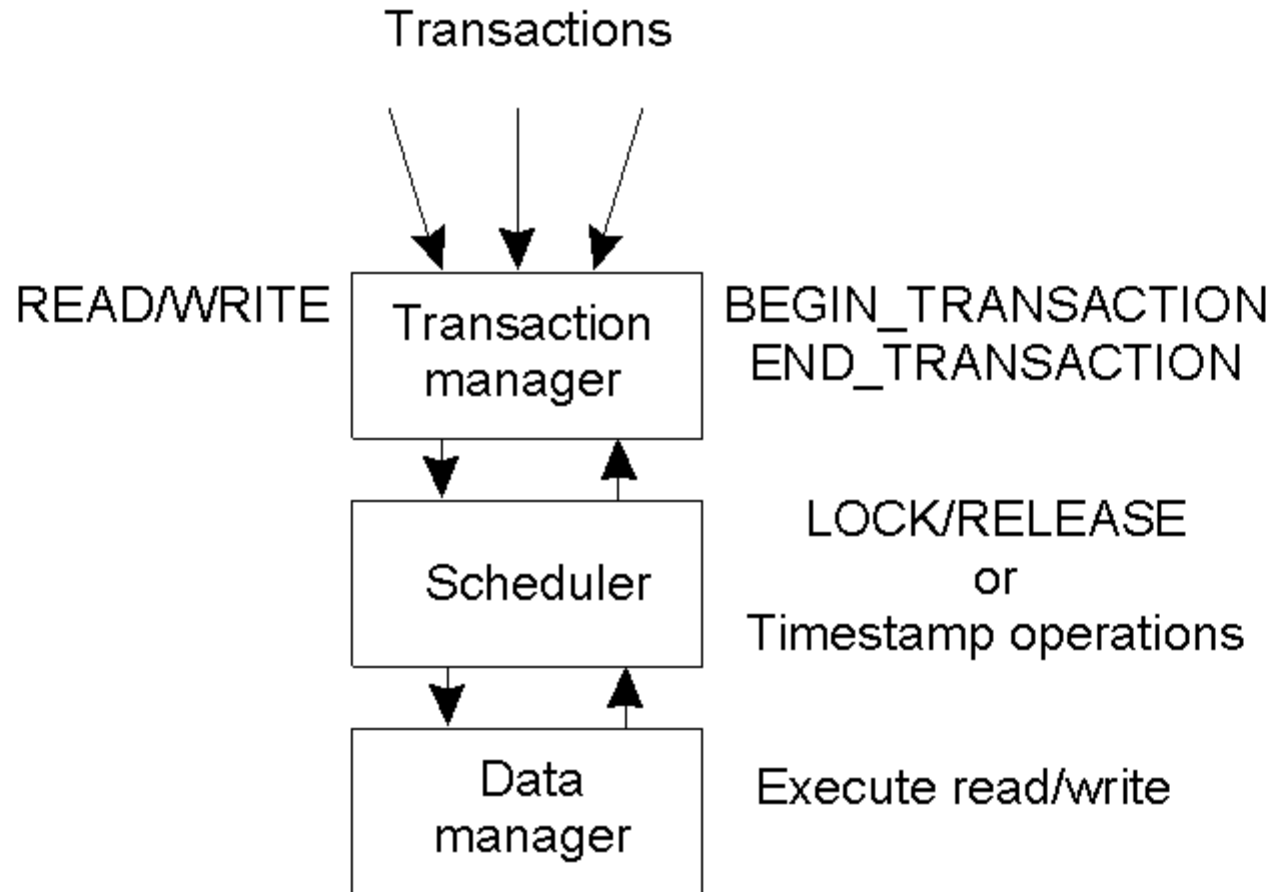 Transactions
READ/WRITE
Transaction
manager
BEGIN_TRANSACTION
END_TRANSACTION
Scheduler
LOCK/RELEASE
or
Timestamp operations
Data
manager
Execute read/write